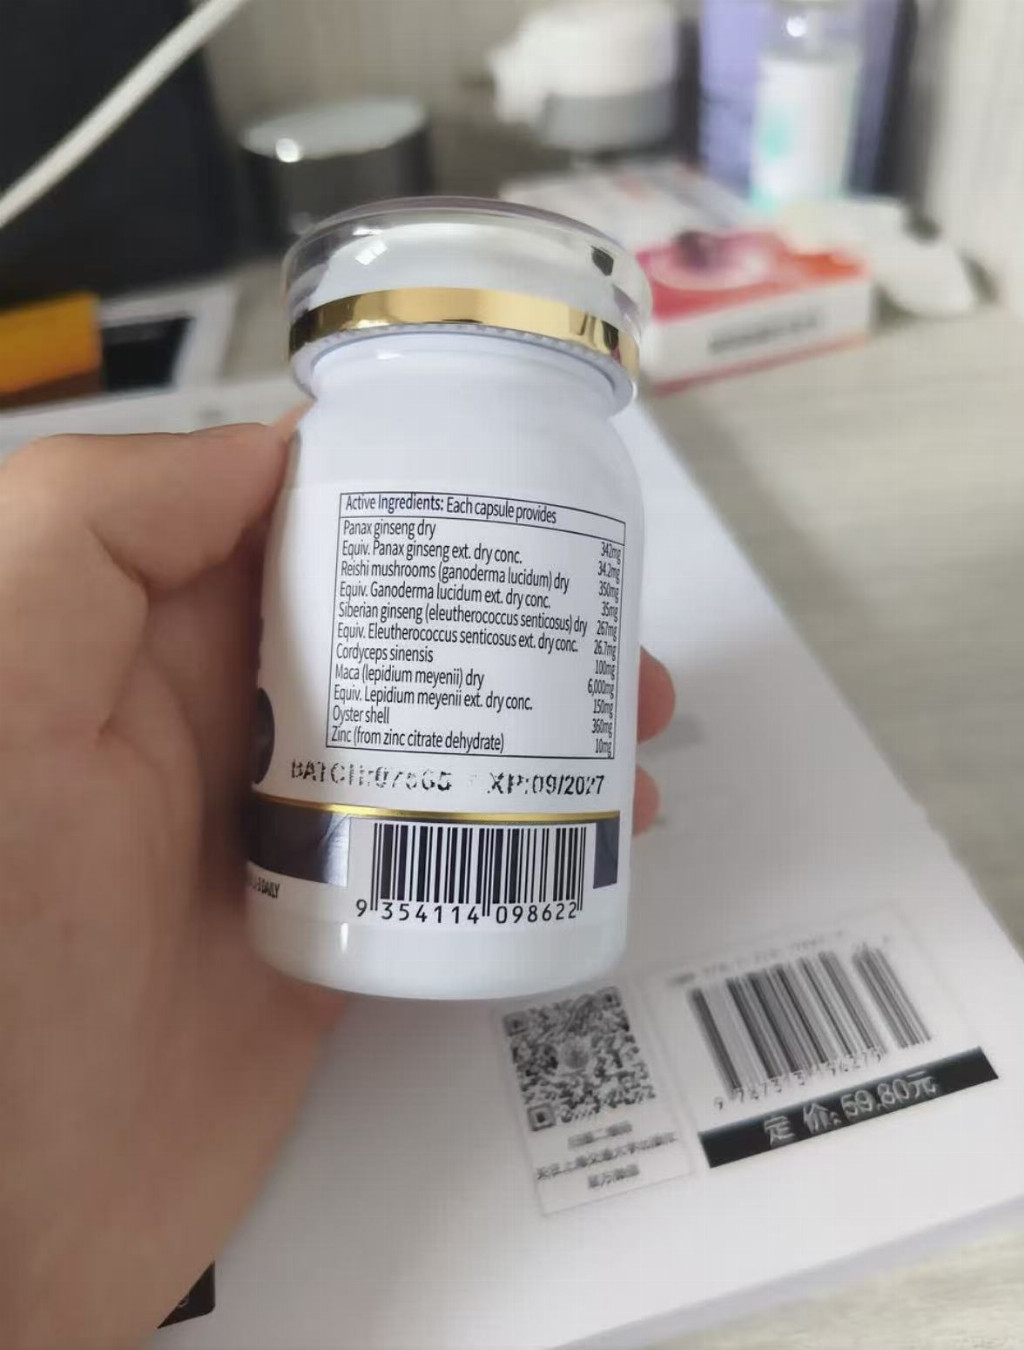 Active Ingredients: Each capsule provides
Panax ginseng dry 342mg
Equiv. Panax ginseng ext. dry conc. 34.2mg
Reishi mushrooms (ganoderma lucidum) dry 350mg
Equiv. Ganoderma lucidum ext. dry conc. 35mg
Siberian ginseng (eleutherococcus senticosus) dry 267mg
Equiv. Eleutherococcus senticosus ext. dry conc. 26.7mg
Cordyceps sinensis 100mg
Maca (lepidium meyenii) dry 6,000mg
Equiv. Lepidium meyenii ext. dry conc. 150mg
Oyster shell 360mg
Zinc (from zinc citrate dehydrate) 10mg
XP:09/2027
DAILY
9 354114 098622
定 价: 59.80元